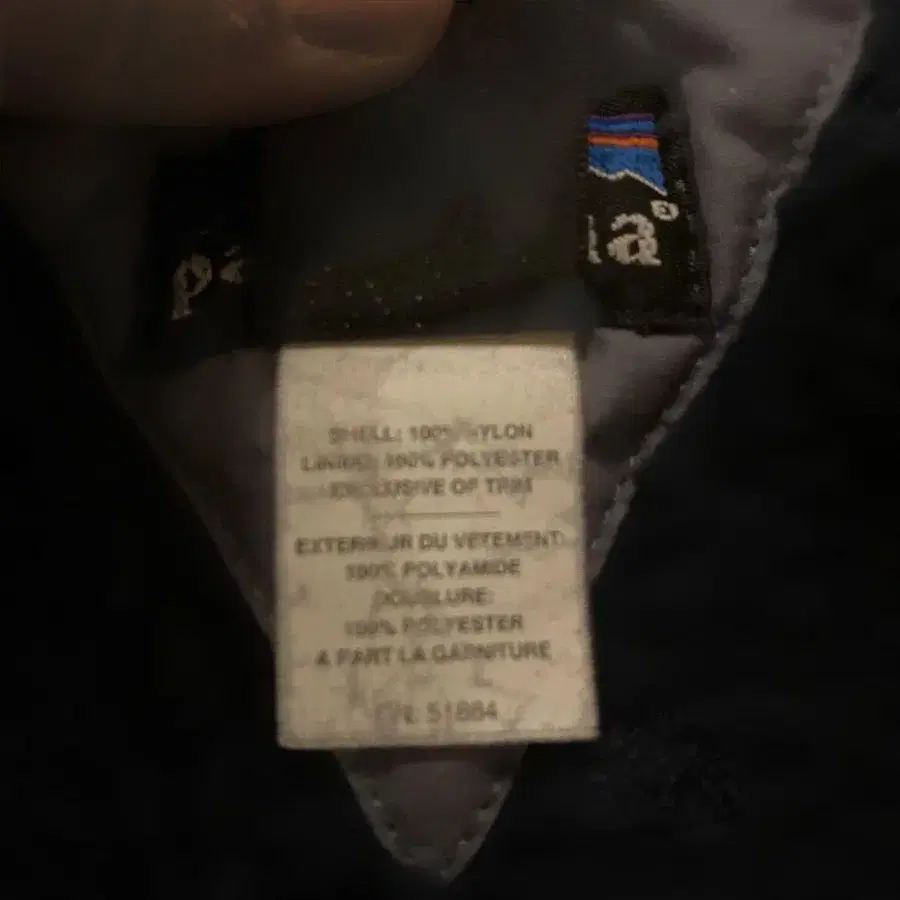 pa
a®
SHELL: 100% NYLON
LINING: 100% POLYESTER
EXCLUSIVE OF TRIM
EXTERIEUR DU VETEMENT:
100% POLYAMIDE
DOUBLURE:
100% POLYESTER
A PART LA GARNITURE
51884